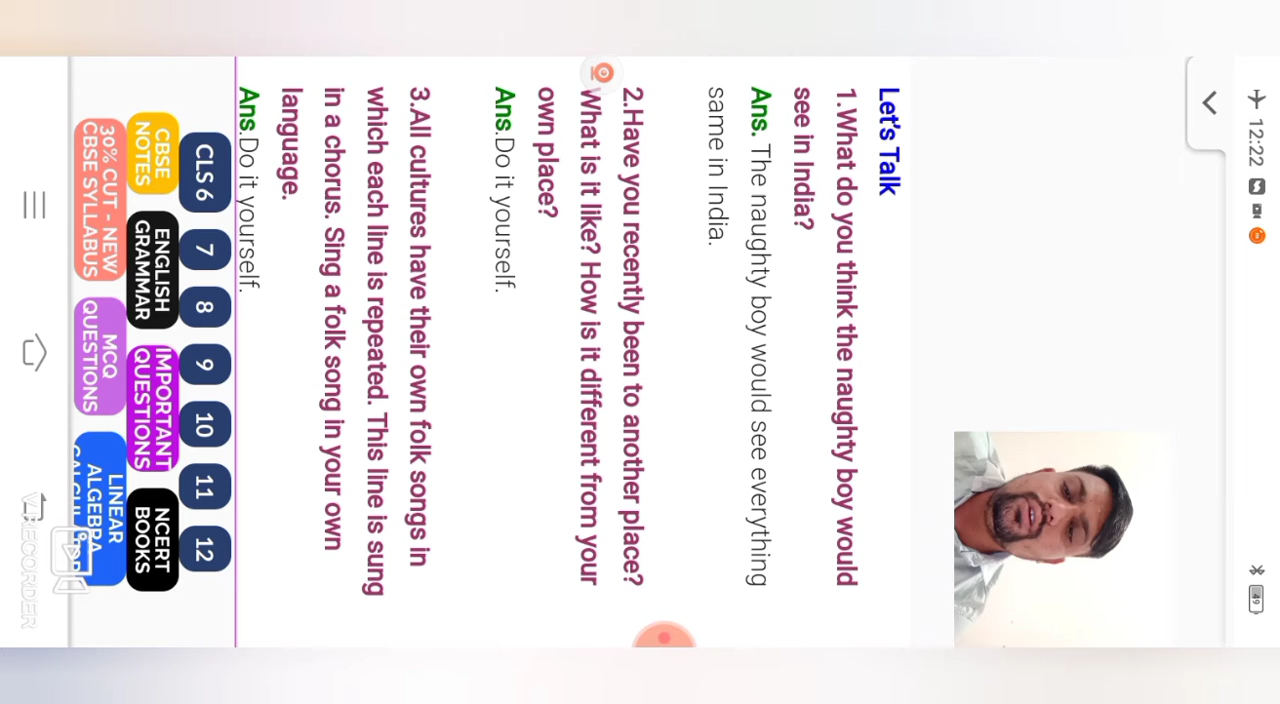 12:22
49
Let's Talk
1.What do you think the naughty boy would
see in India?
Ans. The naughty boy would see everything
same in India.
2.Have you recently been to another place?
What is it like? How is it different from your
own place?
Ans.Do it yourself.
3.All cultures have their own folk songs in
which each line is repeated. This line is sung
in a chorus. Sing a folk song in your own
language.
Ans.Do it yourself.
CLS 6
7
8
9
10
11
12
CBSE
NOTES
ENGLISH
GRAMMAR
IMPORTANT
QUESTIONS
NCERT
BOOKS
30% CUT - NEW
CBSE SYLLABUS
MCQ
QUESTIONS
LINEAR
ALGEBRA
RECORDER